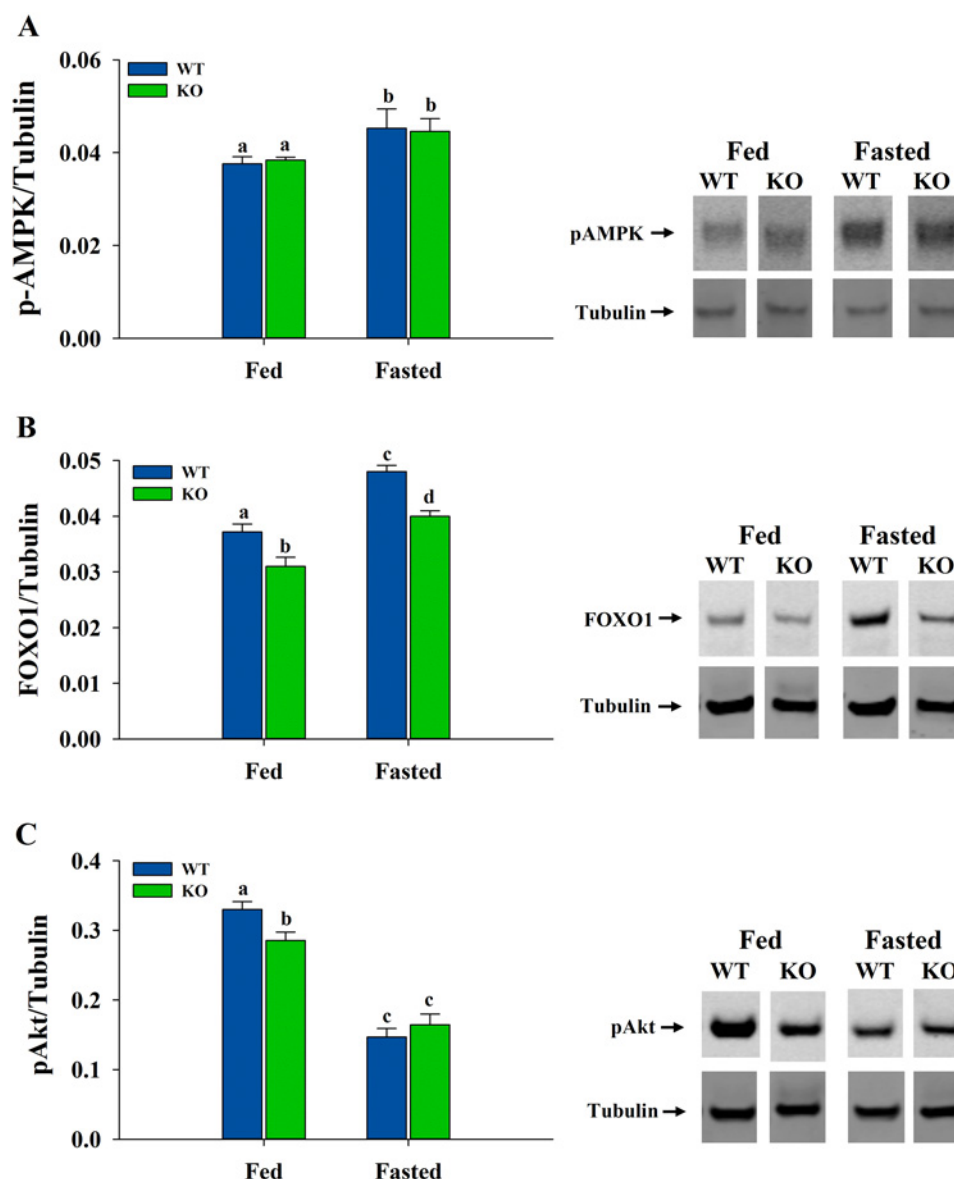 A
p-AMPK/Tubulin
0.06
0.04
0.02
0.00
WT
KO
a
a
b
b
Fed
Fasted
Fed
Fasted
WT
KO
WT
KO
pAMPK
Tubulin
B
FOXO1/Tubulin
0.05
0.04
0.03
0.02
0.01
0.00
WT
KO
a
b
c
d
Fed
Fasted
Fed
Fasted
WT
KO
WT
KO
FOXO1
Tubulin
C
pAkt/Tubulin
0.4
0.3
0.2
0.1
0.0
WT
KO
a
b
c
c
Fed
Fasted
Fed
Fasted
WT
KO
WT
KO
pAkt
Tubulin